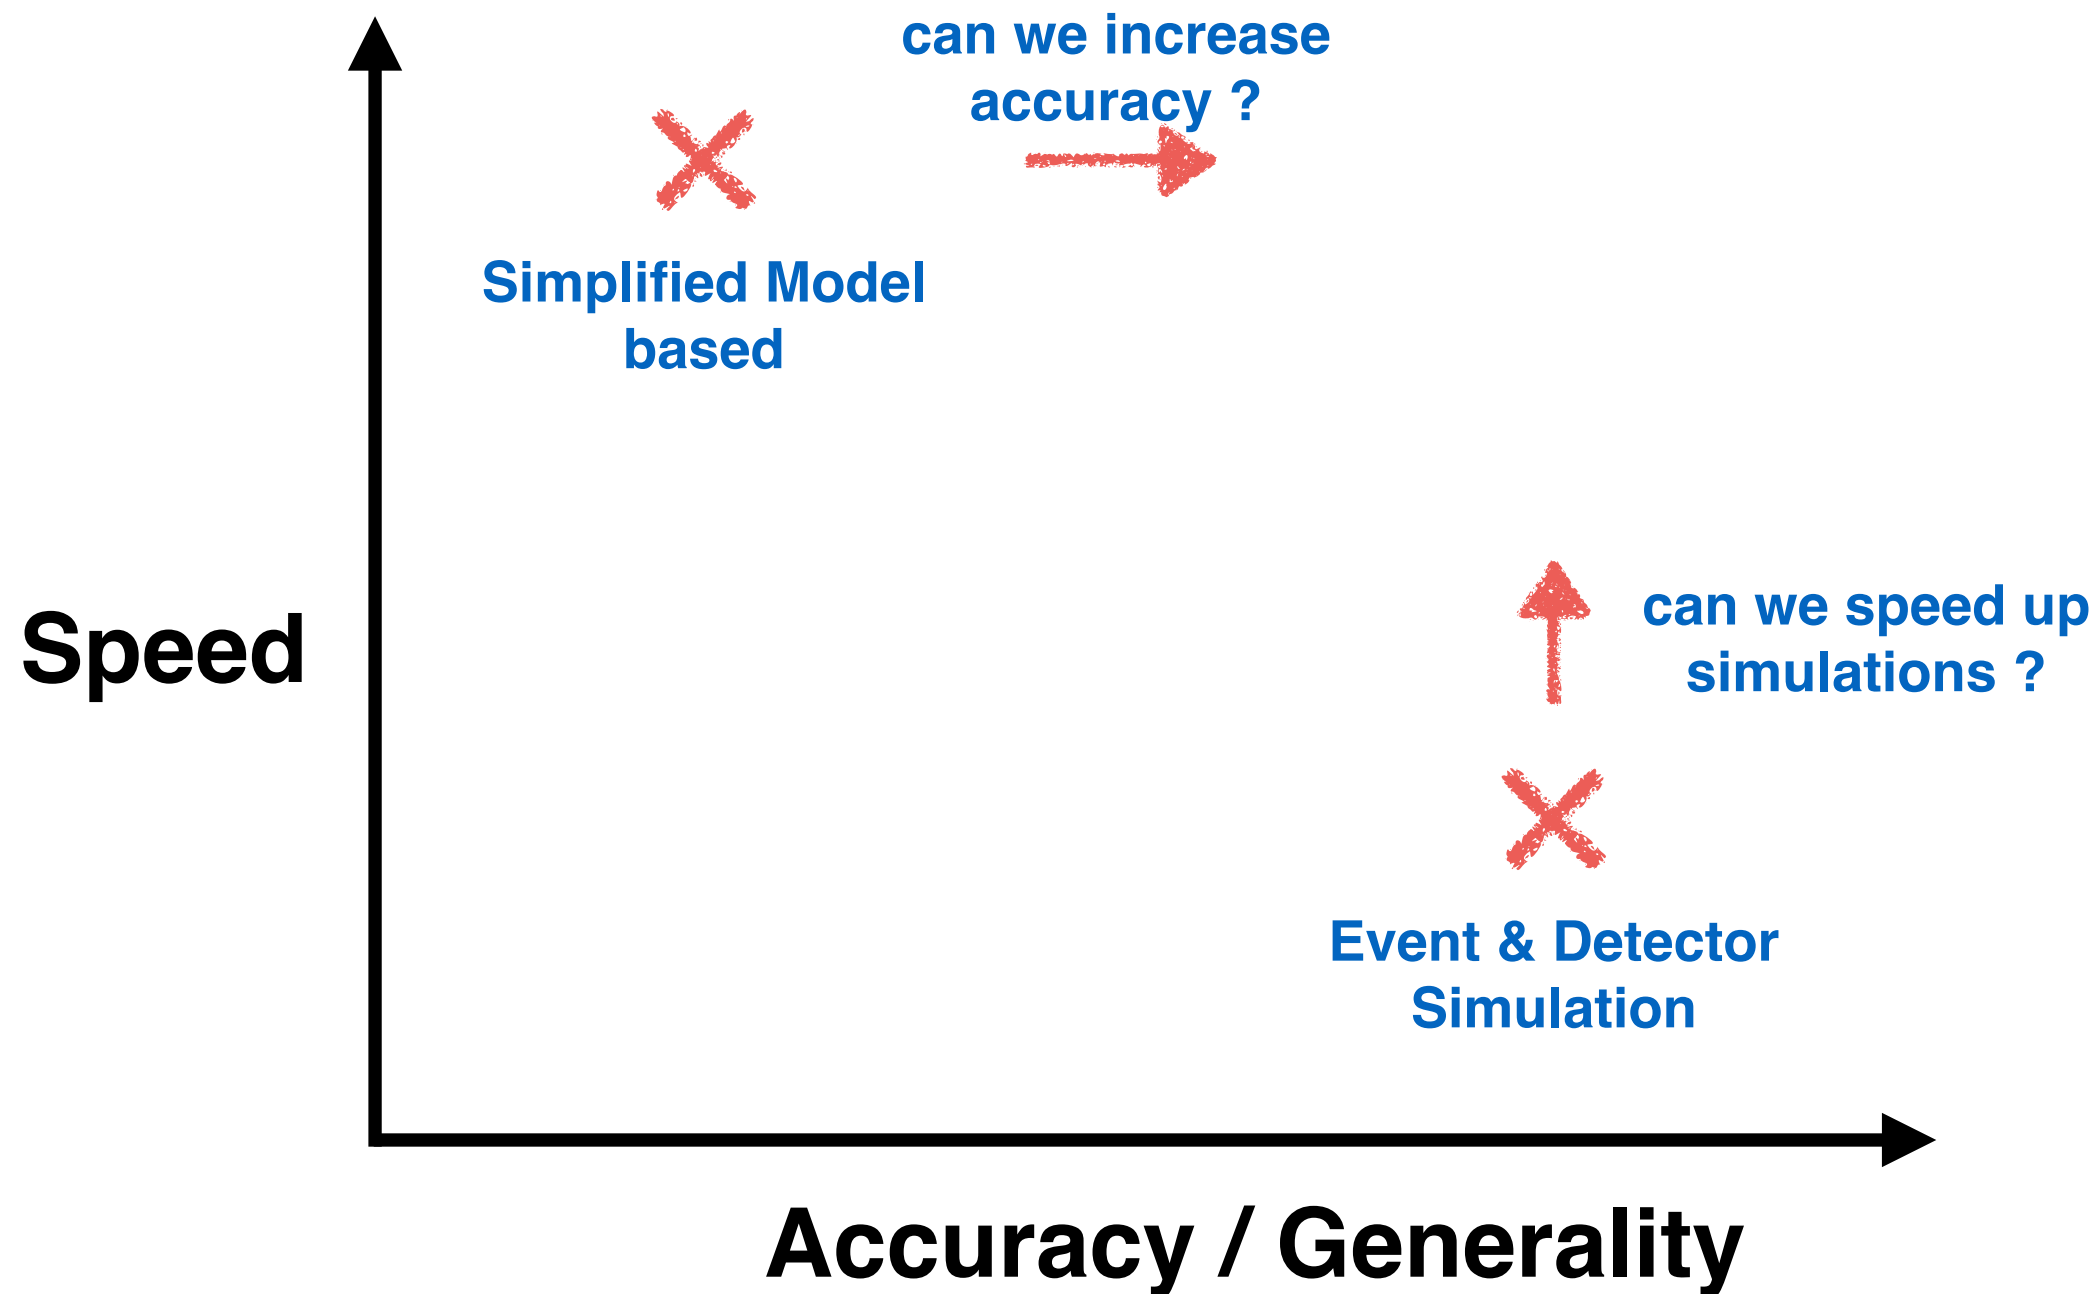 can we increase
accuracy ?
Simplified Model
based
Speed
can we speed up
simulations ?
Event & Detector
Simulation
Accuracy / Generality